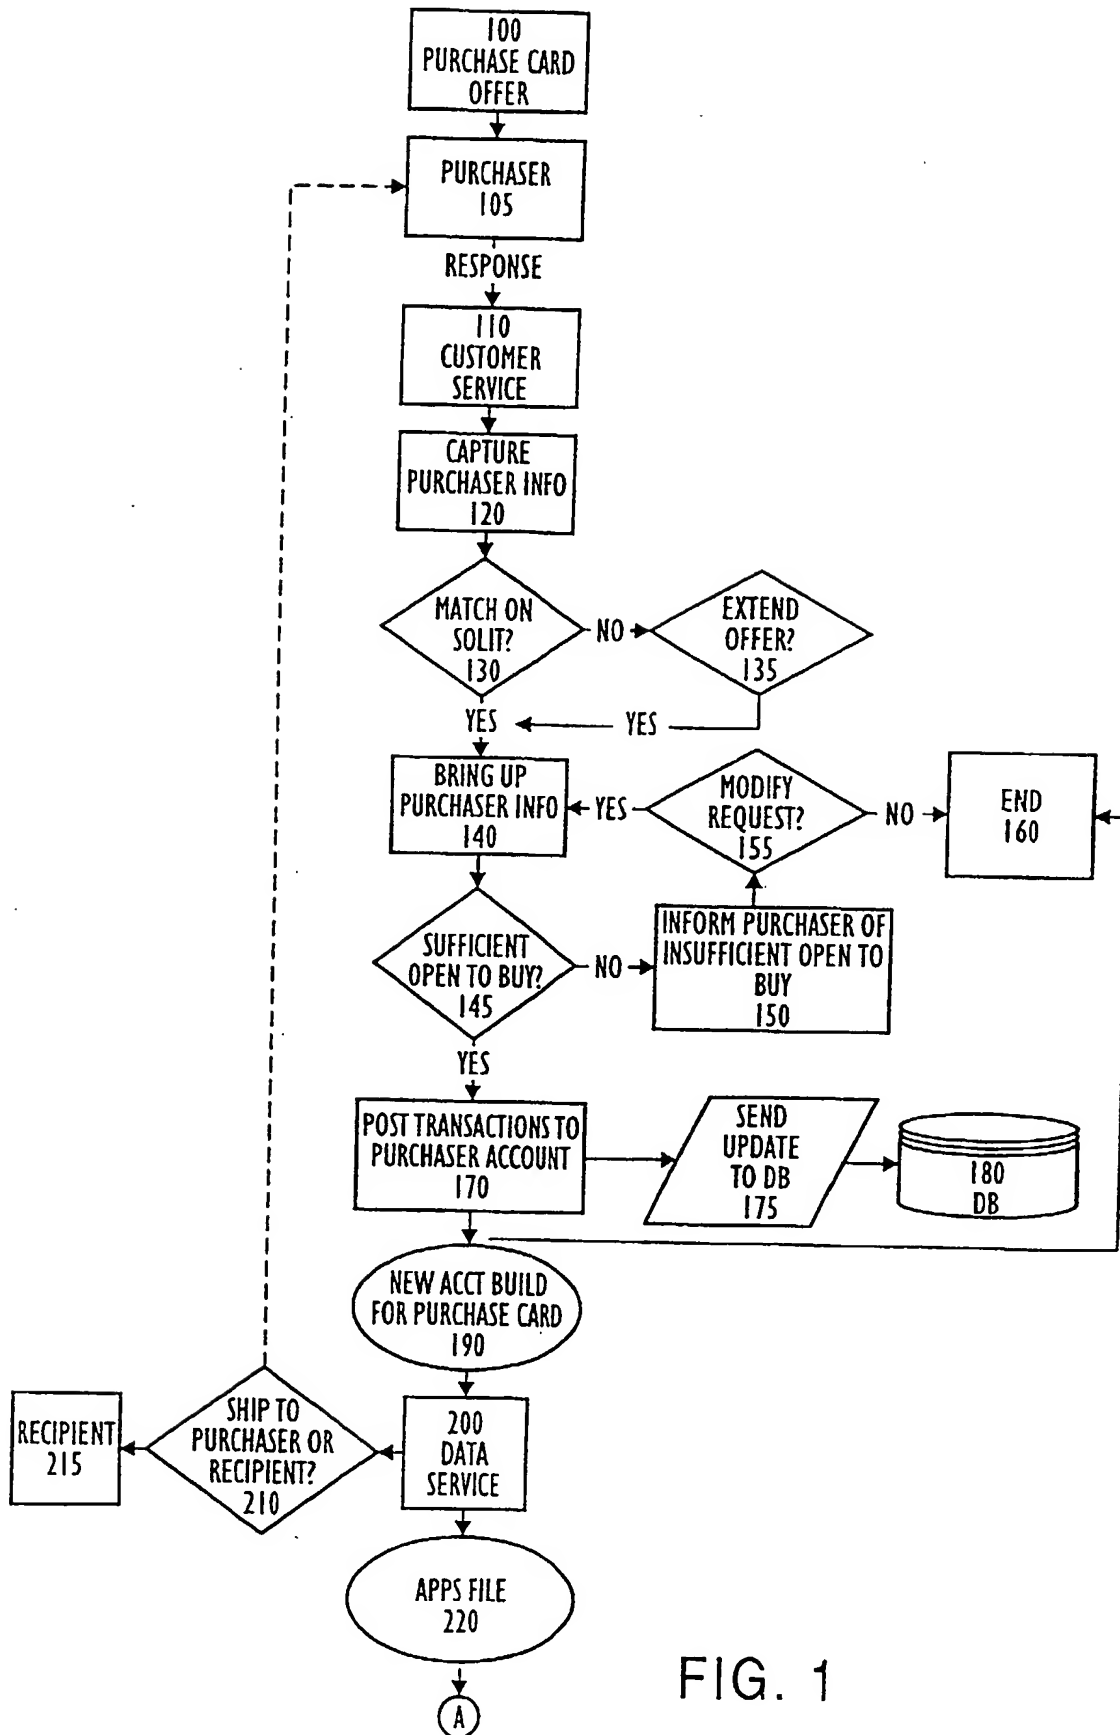 100
PURCHASE CARD
OFFER
PURCHASER
105
RESPONSE
110
CUSTOMER
SERVICE
CAPTURE
PURCHASER INFO
120
MATCH ON
SOLIT?
130
NO
EXTEND
OFFER?
135
YES
YES
BRING UP
PURCHASER INFO
140
YES
MODIFY
REQUEST?
155
NO
END
160
SUFFICIENT
OPEN TO BUY?
145
NO
INFORM PURCHASER OF
INSUFFICIENT OPEN TO
BUY
150
YES
POST TRANSACTIONS TO
PURCHASER ACCOUNT
170
SEND
UPDATE
TO DB
175
180
DB
NEW ACCT BUILD
FOR PURCHASE CARD
190
RECIPIENT
215
SHIP TO
PURCHASER OR
RECIPIENT?
210
200
DATA
SERVICE
APPS FILE
220
A
FIG. 1